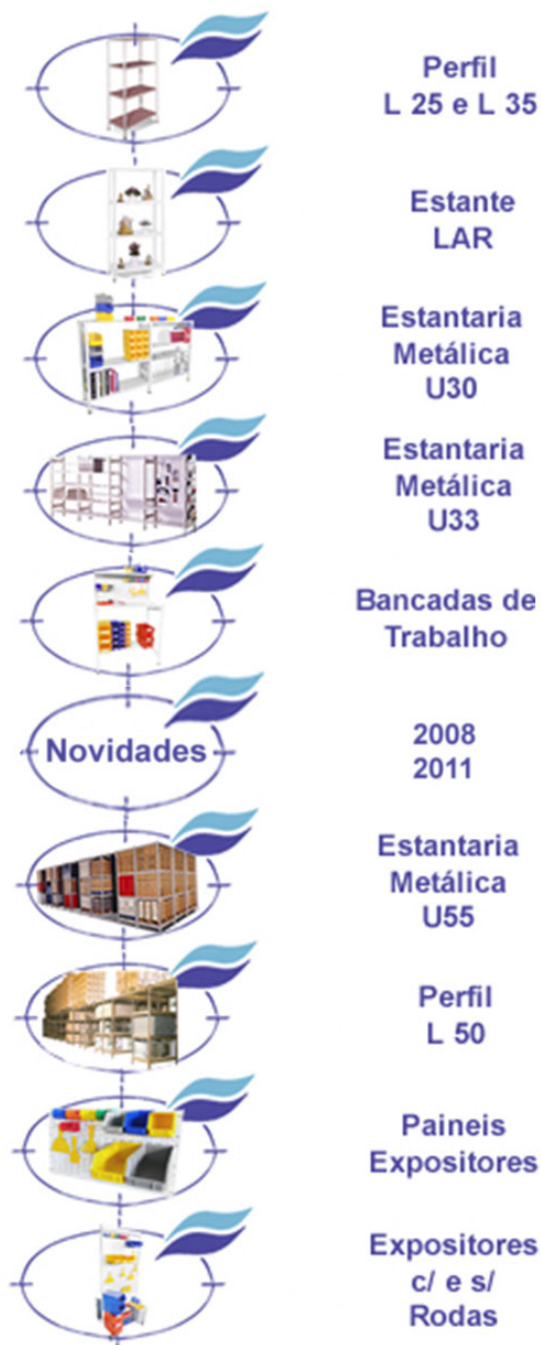 Perfil
L 25 e L 35
Estante
LAR
Estantaria
Metálica
U30
Estantaria
Metálica
U33
Bancadas de
Trabalho
Novidades
2008
2011
Estantaria
Metálica
U55
Perfil
L 50
Paineis
Expositores
Expositores
c/ e s/
Rodas